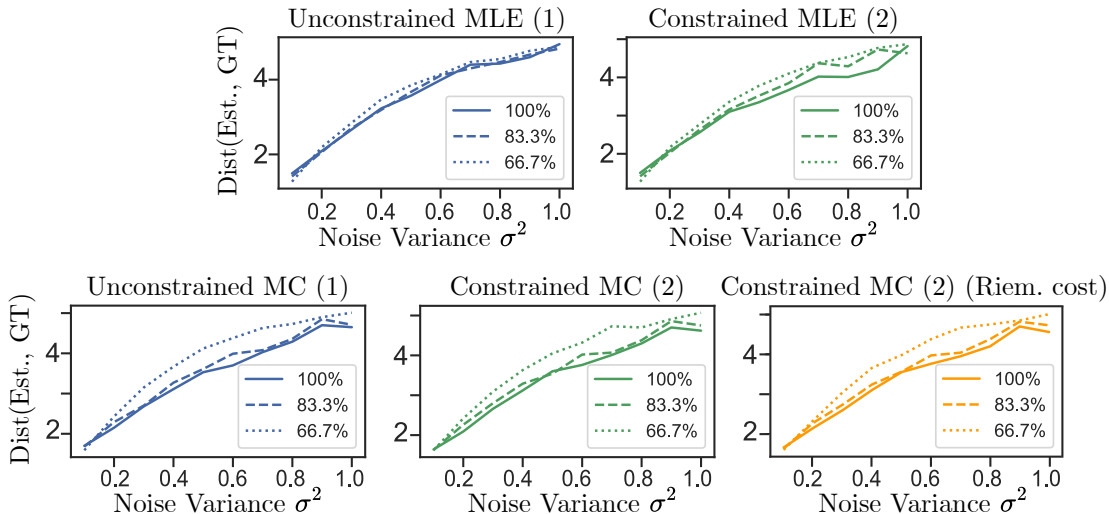 Unconstrained MLE (1)
Dist(Est., GT)
4
2
100%
83.3%
66.7%
0.2 0.4 0.6 0.8 1.0
Noise Variance σ²
Constrained MLE (2)
4
2
100%
83.3%
66.7%
0.2 0.4 0.6 0.8 1.0
Noise Variance σ²
Unconstrained MC (1)
Dist(Est., GT)
4
2
100%
83.3%
66.7%
0.2 0.4 0.6 0.8 1.0
Noise Variance σ²
Constrained MC (2)
4
2
100%
83.3%
66.7%
0.2 0.4 0.6 0.8 1.0
Noise Variance σ²
Constrained MC (2) (Riem. cost)
4
2
100%
83.3%
66.7%
0.2 0.4 0.6 0.8 1.0
Noise Variance σ²